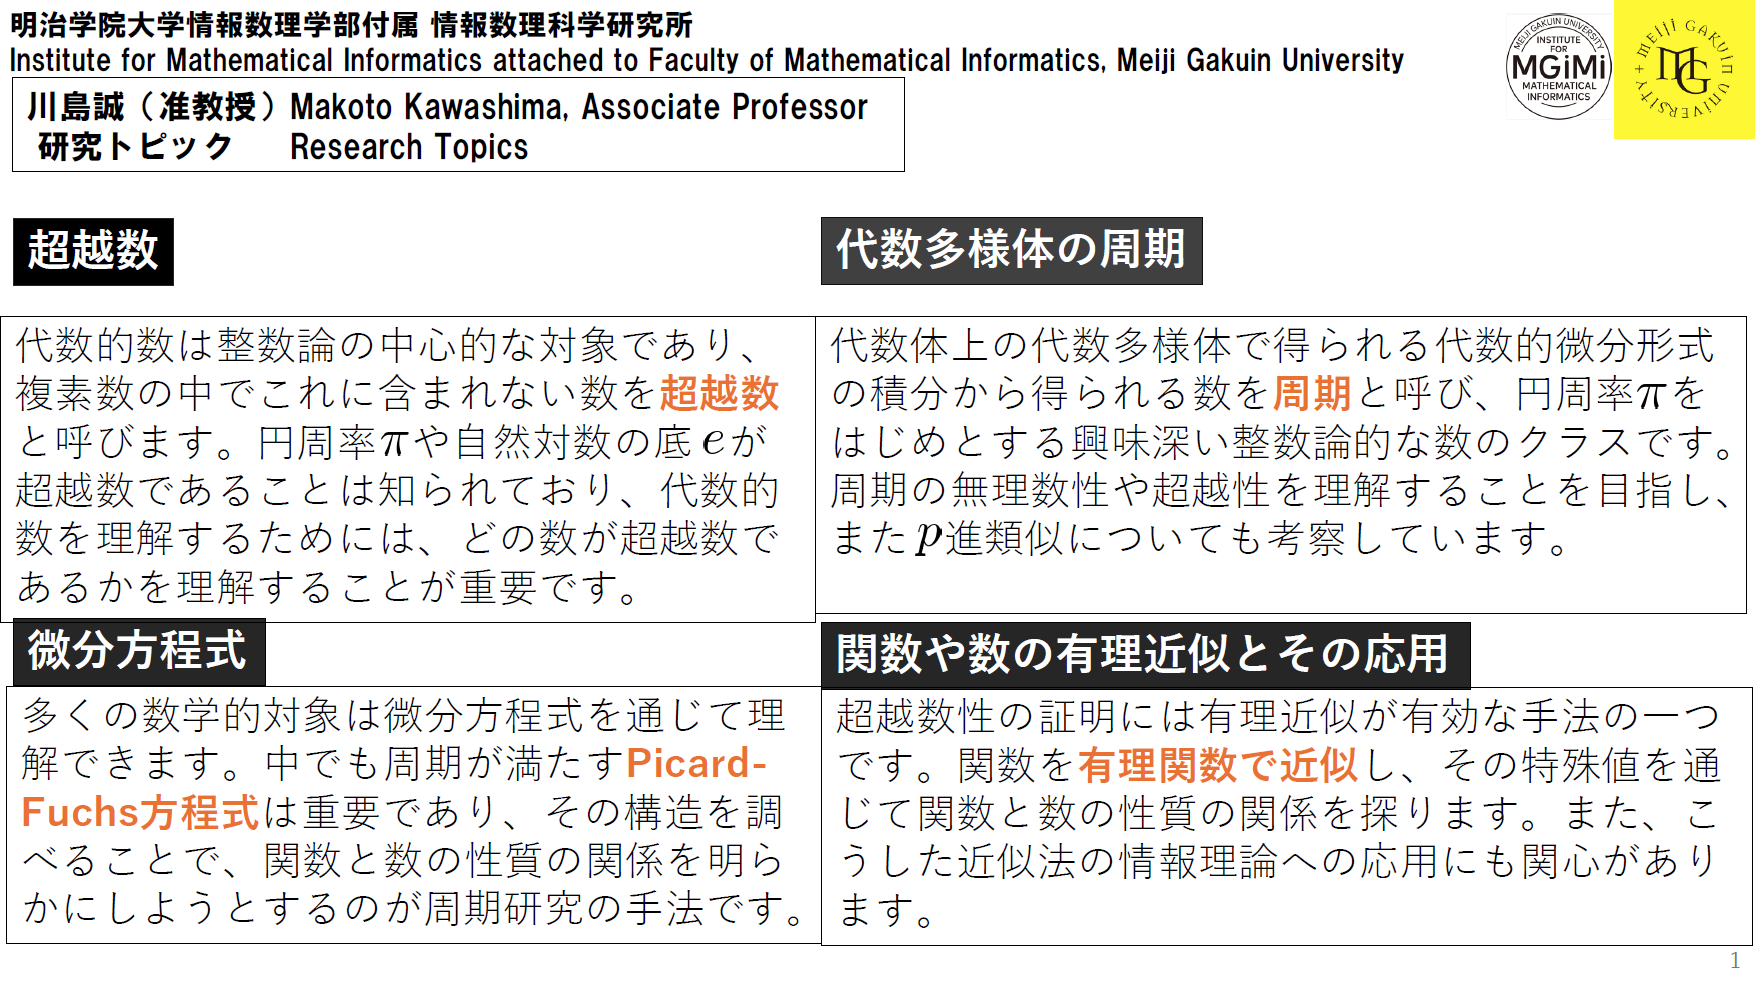 明治学院大学情報数理学部付属 情報数理科学研究所
Institute for Mathematical Informatics attached to Faculty of Mathematical Informatics, Meiji Gakuin University
MEIJI GAKUIN UNIVERSITY
INSTITUTE
FOR
MGiMi
MATHEMATICAL
INFORMATICS
MEIJI GAKUIN UNIVERSITY
MG
川島誠（准教授）Makoto Kawashima, Associate Professor
研究トピック Research Topics
超越数
代数的数は整数論の中心的な対象であり、
複素数の中でこれに含まれない数を超越数
と呼びます。円周率πや自然対数の底eが
超越数であることは知られており、代数的
数を理解するためには、どの数が超越数で
あるかを理解することが重要です。
代数多様体の周期
代数体上の代数多様体で得られる代数的微分形式
の積分から得られる数を周期と呼び、円周率πを
はじめとする興味深い整数論的な数のクラスです。
周期の無理数性や超越性を理解することを目指し、
またp進類似についても考察しています。
微分方程式
多くの数学的対象は微分方程式を通じて理
解できます。中でも周期が満たすPicard-
Fuchs方程式は重要であり、その構造を調
べることで、関数と数の性質の関係を明ら
かにしようとするのが周期研究の手法です。
関数や数の有理近似とその応用
超越数性の証明には有理近似が有効な手法の一つ
です。関数を有理関数で近似し、その特殊値を通
じて関数と数の性質の関係を探ります。また、こ
うした近似法の情報理論への応用にも関心があり
ます。
1